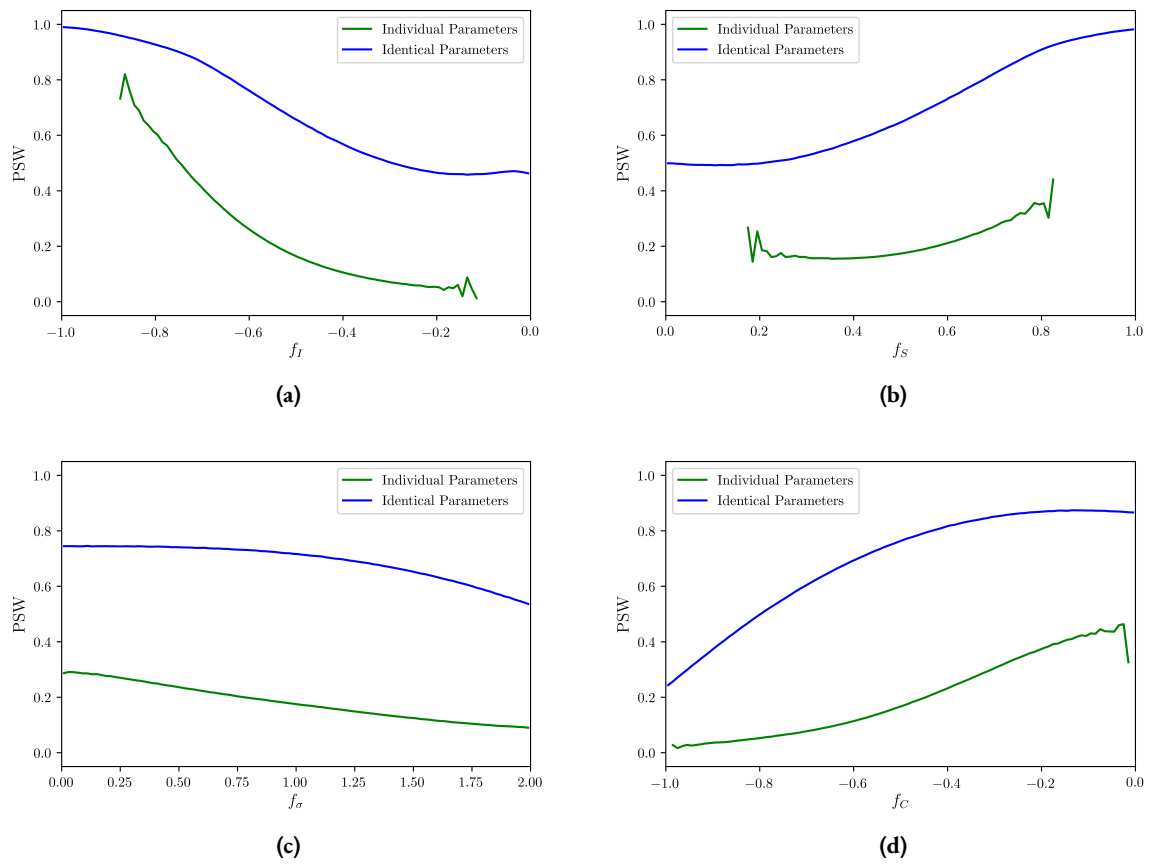 1.0
0.8
0.6
0.4
0.2
0.0
PSW
−1.0 −0.8 −0.6 −0.4 −0.2 0.0
f_I
Individual Parameters
Identical Parameters
(a)
1.0
0.8
0.6
0.4
0.2
0.0
PSW
0.0 0.2 0.4 0.6 0.8 1.0
f_S
Individual Parameters
Identical Parameters
(b)
1.0
0.8
0.6
0.4
0.2
0.0
PSW
0.00 0.25 0.50 0.75 1.00 1.25 1.50 1.75 2.00
f_σ
Individual Parameters
Identical Parameters
(c)
1.0
0.8
0.6
0.4
0.2
0.0
PSW
−1.0 −0.8 −0.6 −0.4 −0.2 0.0
f_C
Individual Parameters
Identical Parameters
(d)